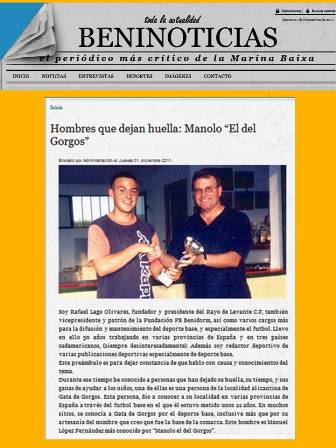 toda la actualidad
BENINOTICIAS
el periódico más crítico de la Marina Baixa
INICIO NOTICIAS ENTREVISTAS DEPORTES IMAGENES CONTACTO
Inicio
Hombres que dejan huella: Manolo “El del
Gorgos”
Enviado por Administración el Jueves 01, diciembre 2011.
Soy Rafael Lago Olivares, fundador y presidente del Rayo de Levante C.F, también
vicepresidente y patrón de la Fundación FB Benidorm, así como varios cargos más
para la difusión y mantenimiento del deporte base, y especialmente el futbol. Llevo
en ello 50 años trabajando en varias provincias de España y en tres países
sudamericanos, (siempre desinteresadamente). Además soy redactor deportivo de
varias publicaciones deportivas especialmente de deporte base.
Este preámbulo es para dejar constancia de que hablo con causa y conocimientos del
tema.
Durante ese tiempo ha conocido a personas que han dejado su huella, su tiempo, y sus
ganas de ayudar a los niños, una de ellas es una persona de la localidad alicantina de
Gata de Gorgos. Esta persona, dio a conocer a su localidad en varias provincias de
España a través del futbol base en el que él estuvo metido unos 22 años. En muchos
sitios, se conocía a Gata de Gorgos por el deporte base, inclusive más que por su
artesanía del mimbre que creo que fue la base de la comarca. Este hombre es Manuel
López Fernández más conocido por “Manolo el del Gorgos”.